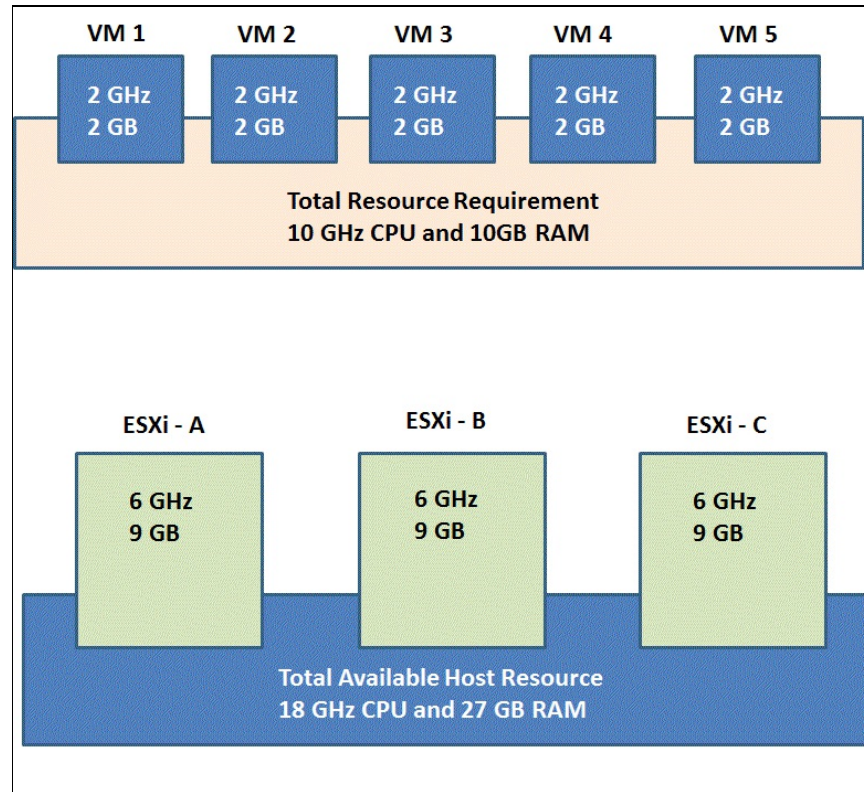 VM 1 VM 2 VM 3 VM 4 VM 5
2 GHz 2 GHz 2 GHz 2 GHz 2 GHz
2 GB 2 GB 2 GB 2 GB 2 GB
Total Resource Requirement
10 GHz CPU and 10GB RAM
ESXi - A ESXi - B ESXi - C
6 GHz 6 GHz 6 GHz
9 GB 9 GB 9 GB
Total Available Host Resource
18 GHz CPU and 27 GB RAM